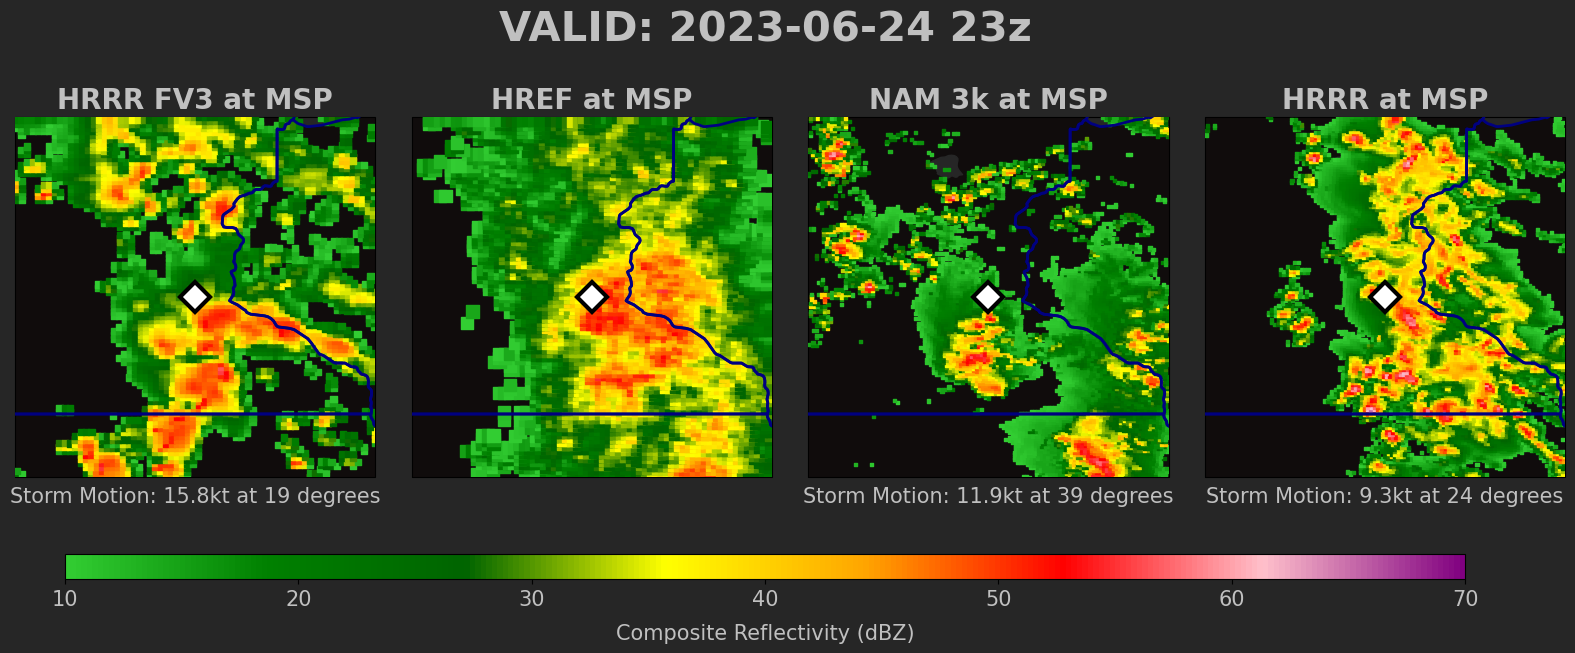 VALID: 2023-06-24 23z
HRRR FV3 at MSP
HREF at MSP
NAM 3k at MSP
HRRR at MSP
Storm Motion: 15.8kt at 19 degrees
Storm Motion: 11.9kt at 39 degrees
Storm Motion: 9.3kt at 24 degrees
10 20 30 40 50 60 70
Composite Reflectivity (dBZ)